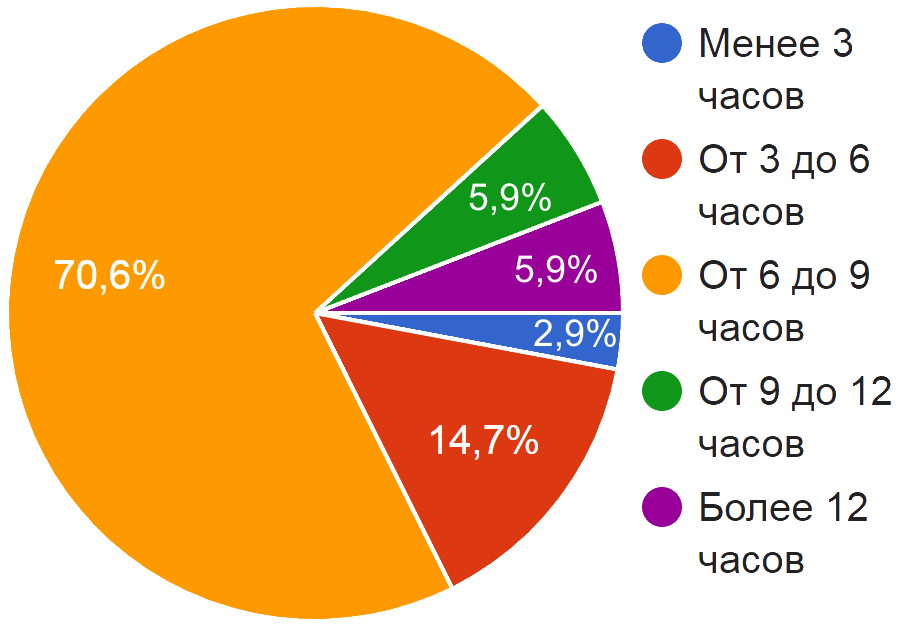 70,6%
5,9%
5,9%
2,9%
14,7%
Менее 3
часов
От 3 до 6
часов
От 6 до 9
часов
От 9 до 12
часов
Более 12
часов